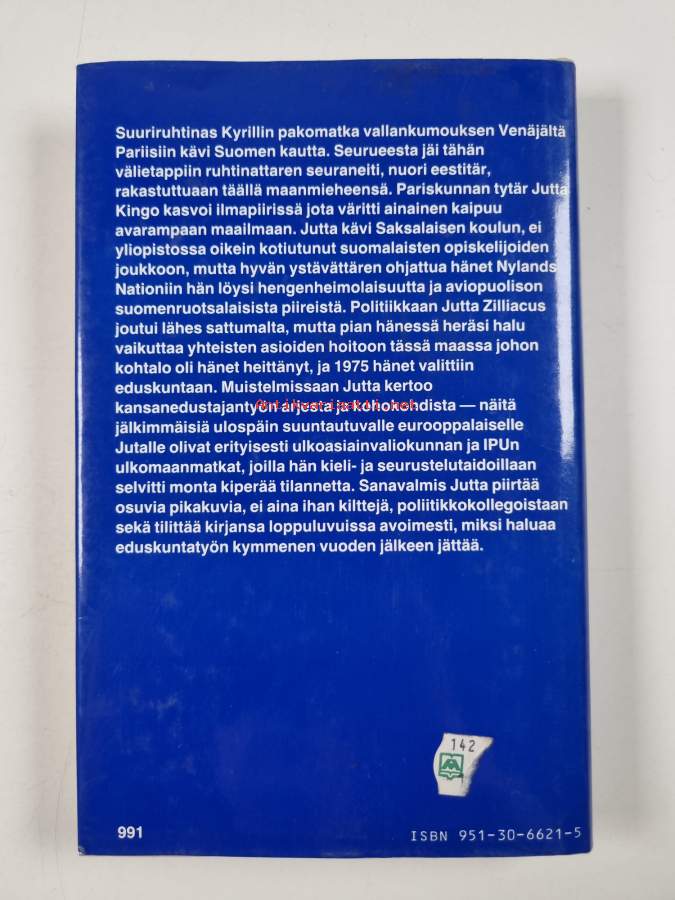 Suuriruhtinas Kyrillin pakomatka vallankumouksen Venäjältä
Pariisiin kävi Suomen kautta. Seurueesta jäi tähän
välietappiin ruhtinattaren seuraneiti, nuori eestitär,
rakastuttuaan täällä maanmieheensä. Pariskunnan tytär Jutta
Kingo kasvoi ilmapiirissä jota väritti ainainen kaipuu
avarampaan maailmaan. Jutta kävi Saksalaisen koulun, ei
yliopistossa oikein kotiutunut suomalaisten opiskelijoiden
joukkoon, mutta hyvän ystävättären ohjattua hänet Nylands
Nationiin hän löysi hengenheimolaisuutta ja aviopuolison
suomenruotsalaisista piireistä. Politiikkaan Jutta Zilliacus
joutui lähes sattumalta, mutta pian hänessä heräsi halu
vaikuttaa yhteisten asioiden hoitoon tässä maassa johon
kohtalo oli hänet heittänyt, ja 1975 hänet valittiin
eduskuntaan. Muistelmissaan Jutta kertoo
kansanedustajantyön arjesta ja kohokohdista — näitä
Antikvariaatti.net
jälkimmäisiä ulospäin suuntautuvalle eurooppalaiselle
Jutalle olivat erityisesti ulkoasiainvaliokunnan ja IPUn
ulkomaanmatkat, joilla hän kieli- ja seurustelutaidoillaan
selvitti monta kiperää tilannetta. Sanavalmis Jutta piirtää
osuvia pikakuvia, ei aina ihan kilttejä, poliitikkokollegoistaan
sekä tilittää kirjansa loppuluvuissa avoimesti, miksi haluaa
eduskuntatyön kymmenen vuoden jälkeen jättää.
142
991
ISBN 951-30-6621-5